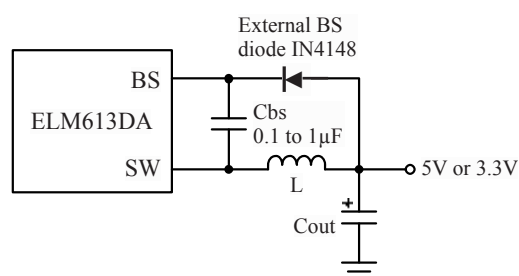 External BS
diode IN4148
BS
ELM613DA
Cbs
0.1 to 1µF
SW
L
5V or 3.3V
+
Cout